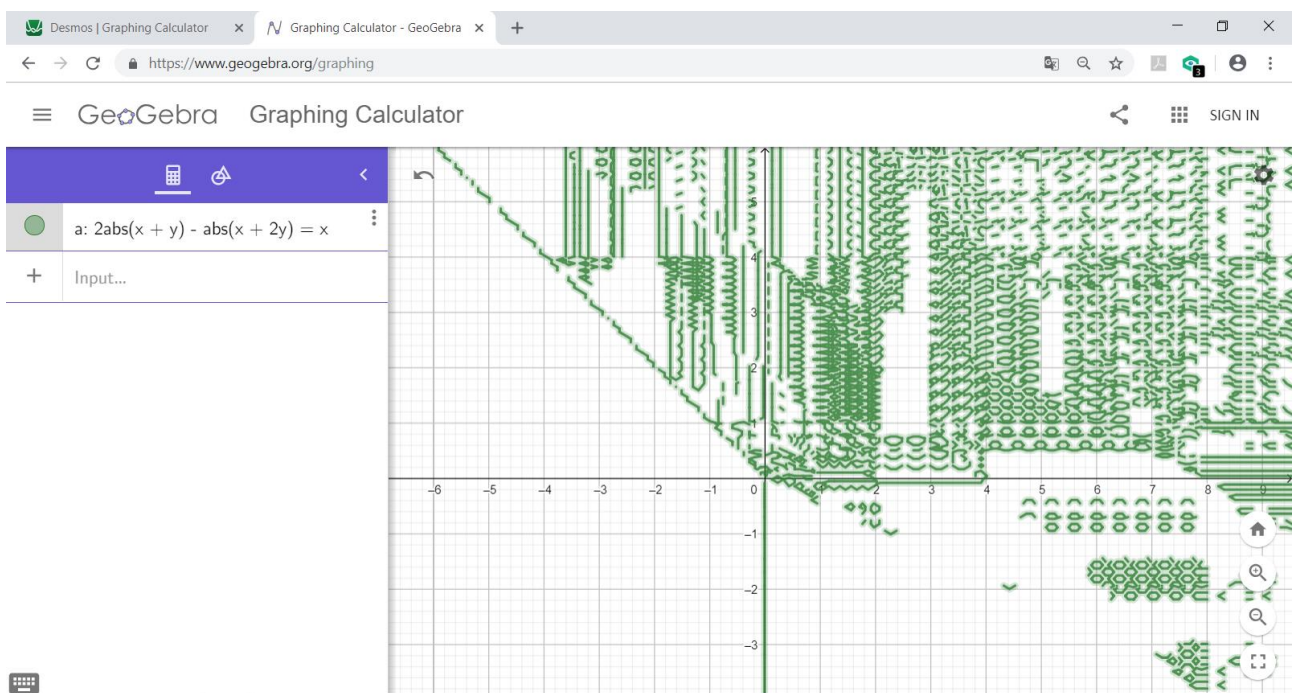 Desmos | Graphing Calculator
Graphing Calculator - GeoGebra
https://www.geogebra.org/graphing
3
GeoGebra Graphing Calculator
SIGN IN
a: 2abs(x + y) - abs(x + 2y) = x
Input...
5
4
3
2
1
−6 −5 −4 −3 −2 −1 0 1 2 3 4 5 6 7 8 9
−1
−2
−3